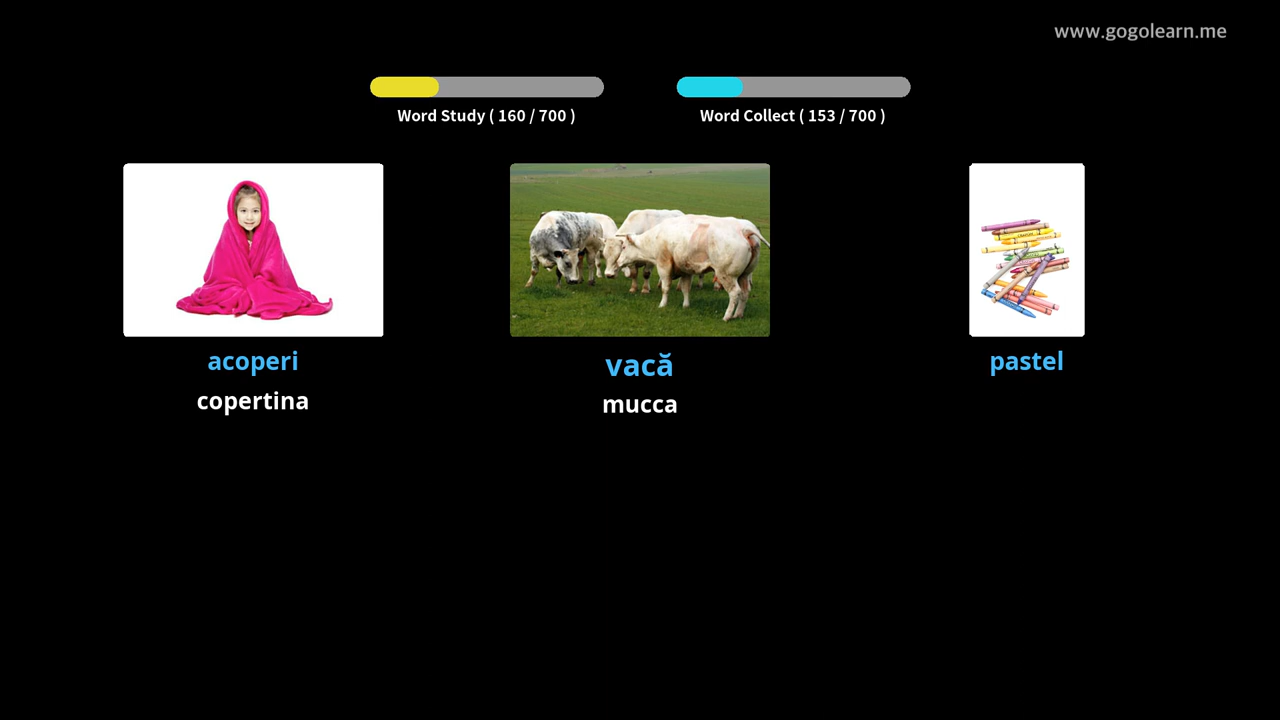 www.gogolearn.me
Word Study ( 160 / 700 )
Word Collect ( 153 / 700 )
acoperi
vacă
pastel
copertina
mucca